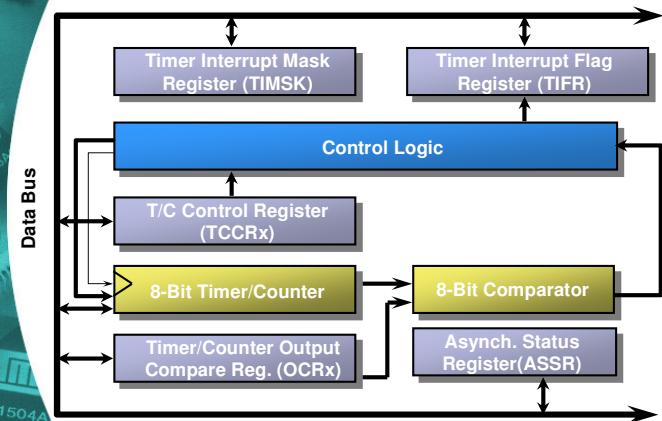 Timer Interrupt Mask
Register (TIMSK)
Timer Interrupt Flag
Register (TIFR)
Control Logic
Data Bus
T/C Control Register
(TCCRx)
8-Bit Timer/Counter
8-Bit Comparator
Timer/Counter Output
Compare Reg. (OCRx)
Asynch. Status
Register(ASSR)
1504A